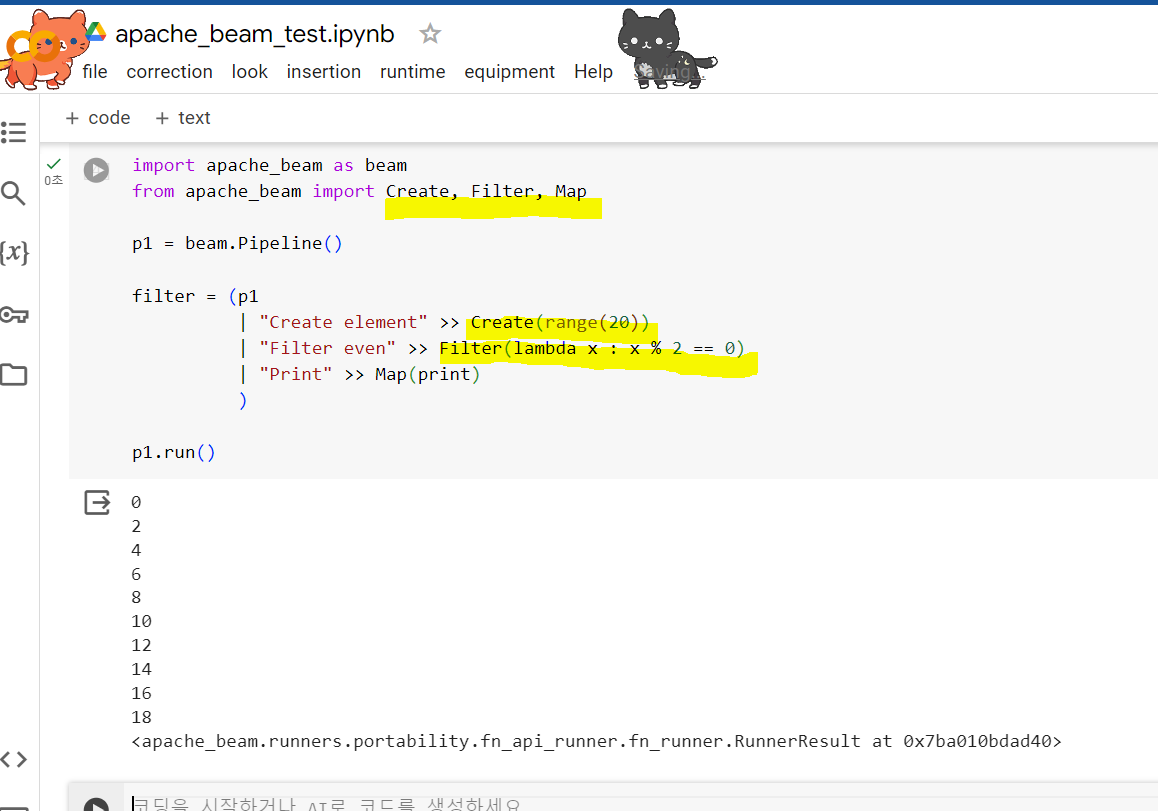 apache_beam_test.ipynb
file correction look insertion runtime equipment Help Saving...
+ code + text
0초
import apache_beam as beam
from apache_beam import Create, Filter, Map
p1 = beam.Pipeline()
filter = (p1
| "Create element" >> Create(range(20))
| "Filter even" >> Filter(lambda x : x % 2 == 0)
| "Print" >> Map(print)
)
p1.run()
{x}
0
2
4
6
8
10
12
14
16
18
<apache_beam.runners.portability.fn_api_runner.fn_runner.RunnerResult at 0x7ba010bdad40>
코딩을 시작하거나 AI로 코드를 생성하세요